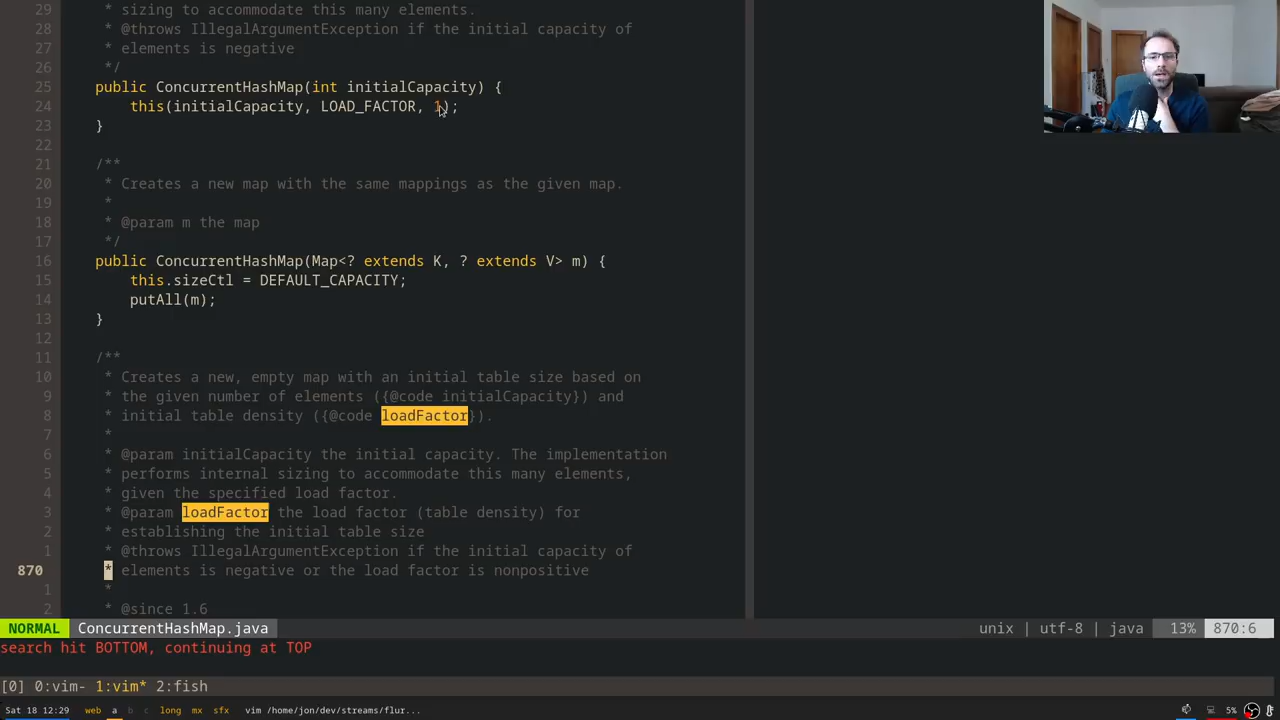 29 * sizing to accommodate this many elements.
28 * @throws IllegalArgumentException if the initial capacity of
27 * elements is negative
26 */
25 public ConcurrentHashMap(int initialCapacity) {
24 this(initialCapacity, LOAD_FACTOR, 1);
23 }
22
21 /**
20 * Creates a new map with the same mappings as the given map.
19 *
18 * @param m the map
17 */
16 public ConcurrentHashMap(Map<? extends K, ? extends V> m) {
15 this.sizeCtl = DEFAULT_CAPACITY;
14 putAll(m);
13 }
12
11 /**
10 * Creates a new, empty map with an initial table size based on
9 * the given number of elements ({@code initialCapacity}) and
8 * initial table density ({@code loadFactor}).
7 *
6 * @param initialCapacity the initial capacity. The implementation
5 * performs internal sizing to accommodate this many elements,
4 * given the specified load factor.
3 * @param loadFactor the load factor (table density) for
2 * establishing the initial table size
1 * @throws IllegalArgumentException if the initial capacity of
870 * elements is negative or the load factor is nonpositive
1 *
2 * @since 1.6
NORMAL ConcurrentHashMap.java unix | utf-8 | java 13% 870:6
search hit BOTTOM, continuing at TOP
[0] 0:vim- 1:vim* 2:fish
Sat 18 12:29 web a b c long mx sfx vim /home/jon/dev/streams/flur... 5%